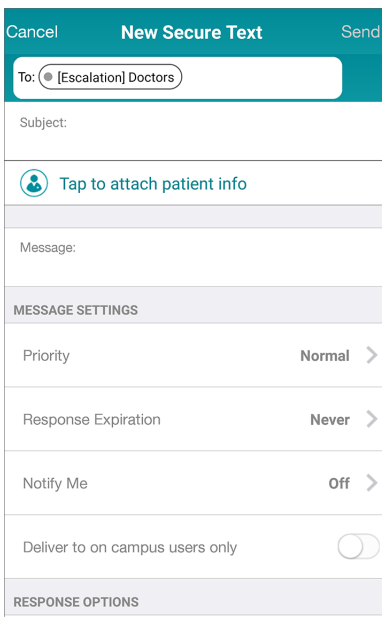 Cancel New Secure Text Send
To: [Escalation] Doctors
Subject:
Tap to attach patient info
Message:
MESSAGE SETTINGS
Priority Normal
Response Expiration Never
Notify Me Off
Deliver to on campus users only
RESPONSE OPTIONS